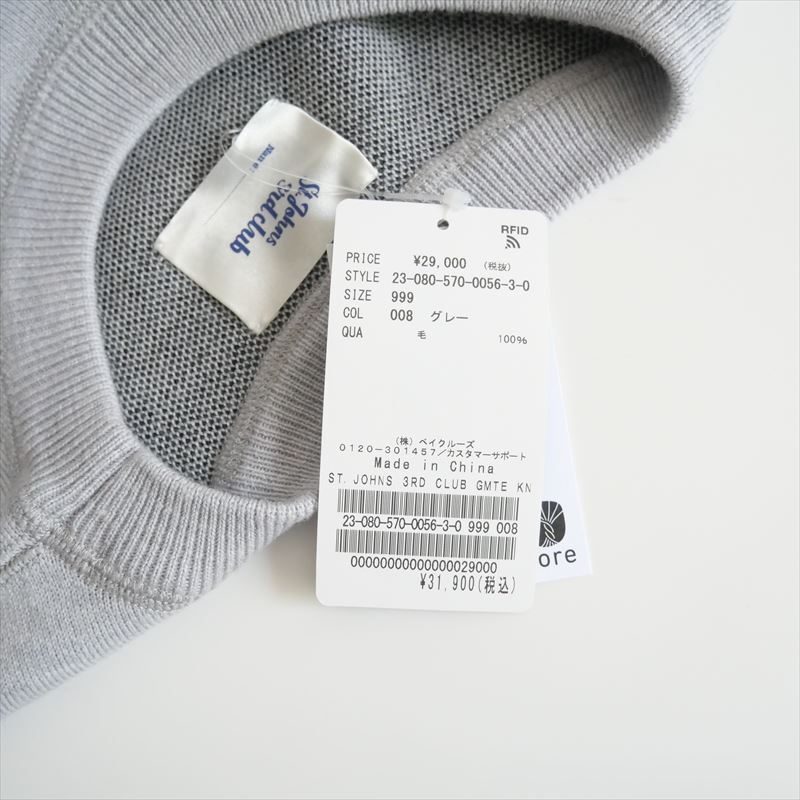 St. Johns
3rd club
RFID
PRICE ¥29,000 (税抜)
STYLE 23-080-570-0056-3-0
SIZE 999
COL 008 グレー
QUA 毛 100%
(株) ベイクルーズ
0120-301457/カスタマーサポート
Made in China
ST. JOHNS 3RD CLUB GMTE KN
23-080-570-0056-3-0 999 008
00000000000000029000
¥31,900(税込)
ore